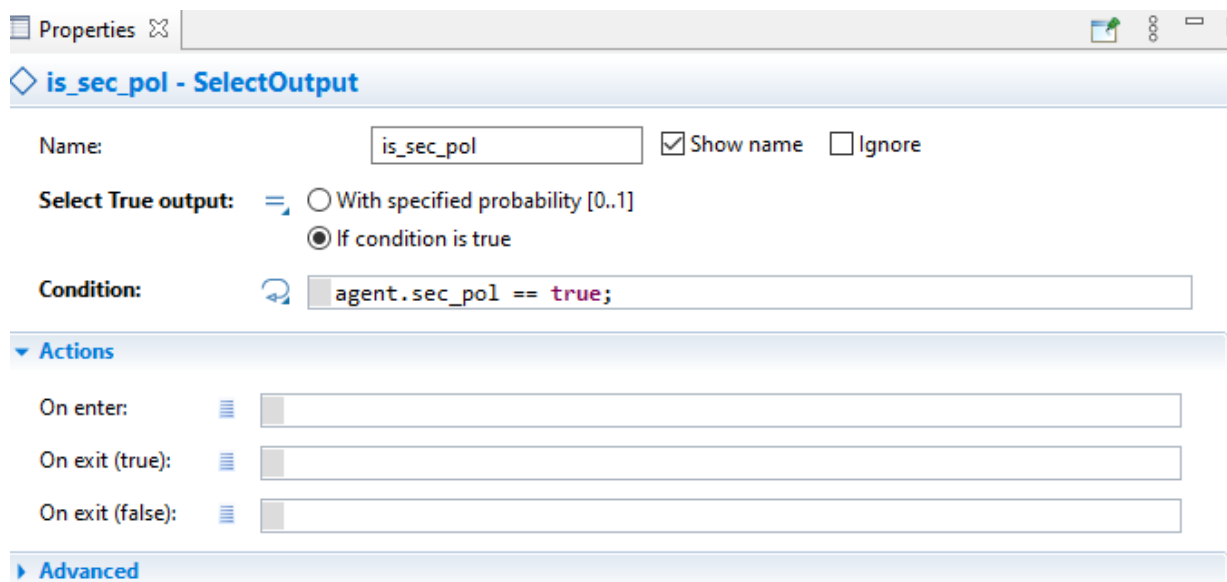 Properties
is_sec_pol - SelectOutput
Name: is_sec_pol Show name Ignore
Select True output: = With specified probability [0..1]
If condition is true
Condition: agent.sec_pol == true;
Actions
On enter:
On exit (true):
On exit (false):
Advanced